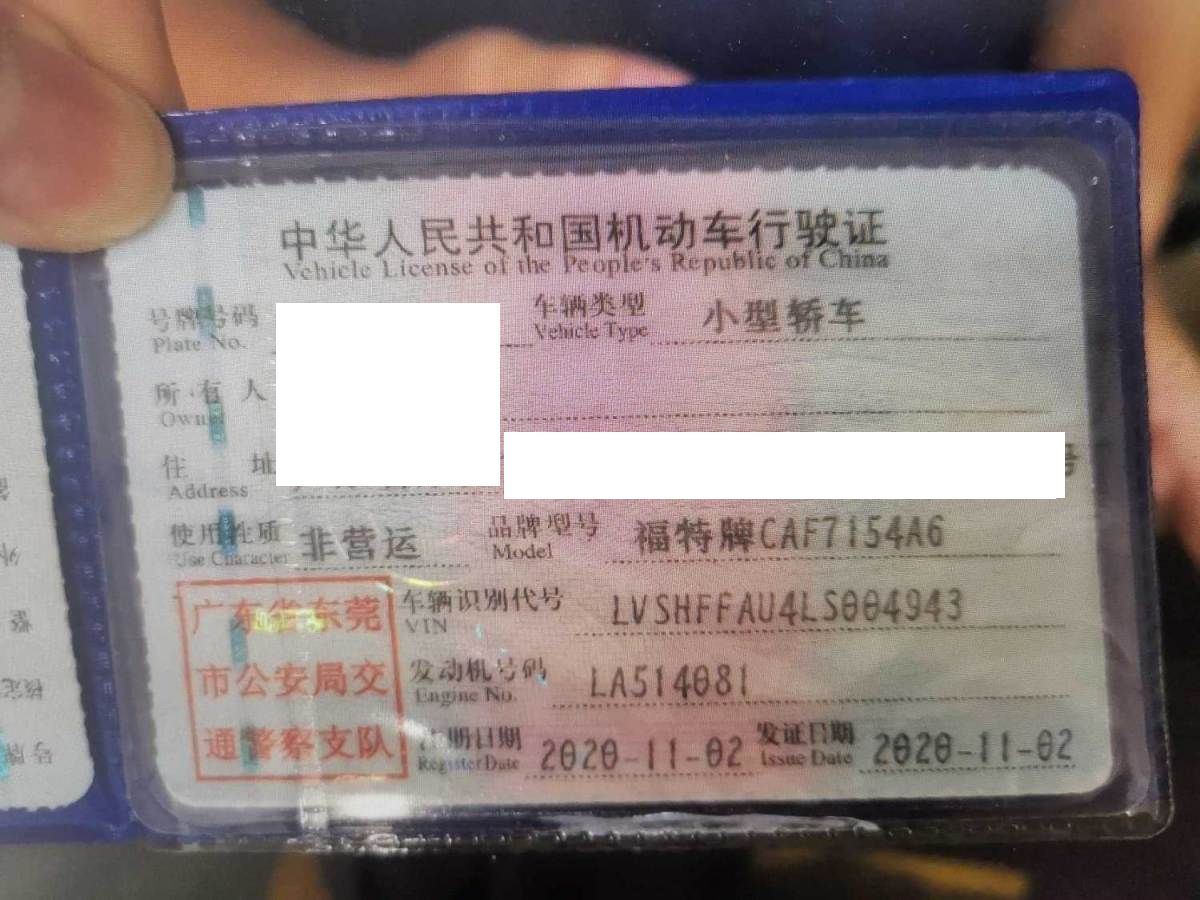 中华人民共和国机动车行驶证
Vehicle License of the People's Republic of China
号牌号码 车辆类型 小型轿车
Plate No. Vehicle Type
所有人
Owner
住址 号
Address
使用性质 非营运 品牌型号 福特牌CAF7154A6
Use Character Model
广东省东莞 车辆识别代号 LVSHFFAU4LS004943
VIN
市公安局交 发动机号码 LA514081
Engine No.
通警察支队 注册日期 2020-11-02 发证日期 2020-11-02
Register Date Issue Date